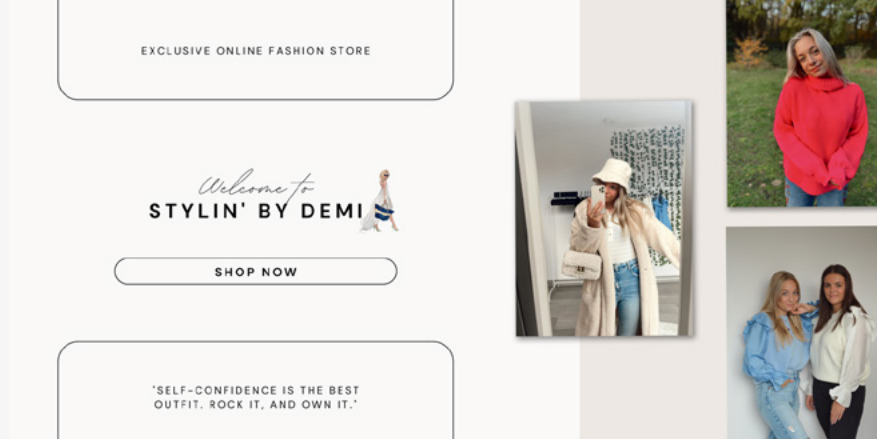 EXCLUSIVE ONLINE FASHION STORE
Welcome to
STYLIN' BY DEMI
SHOP NOW
"SELF-CONFIDENCE IS THE BEST
OUTFIT. ROCK IT, AND OWN IT."